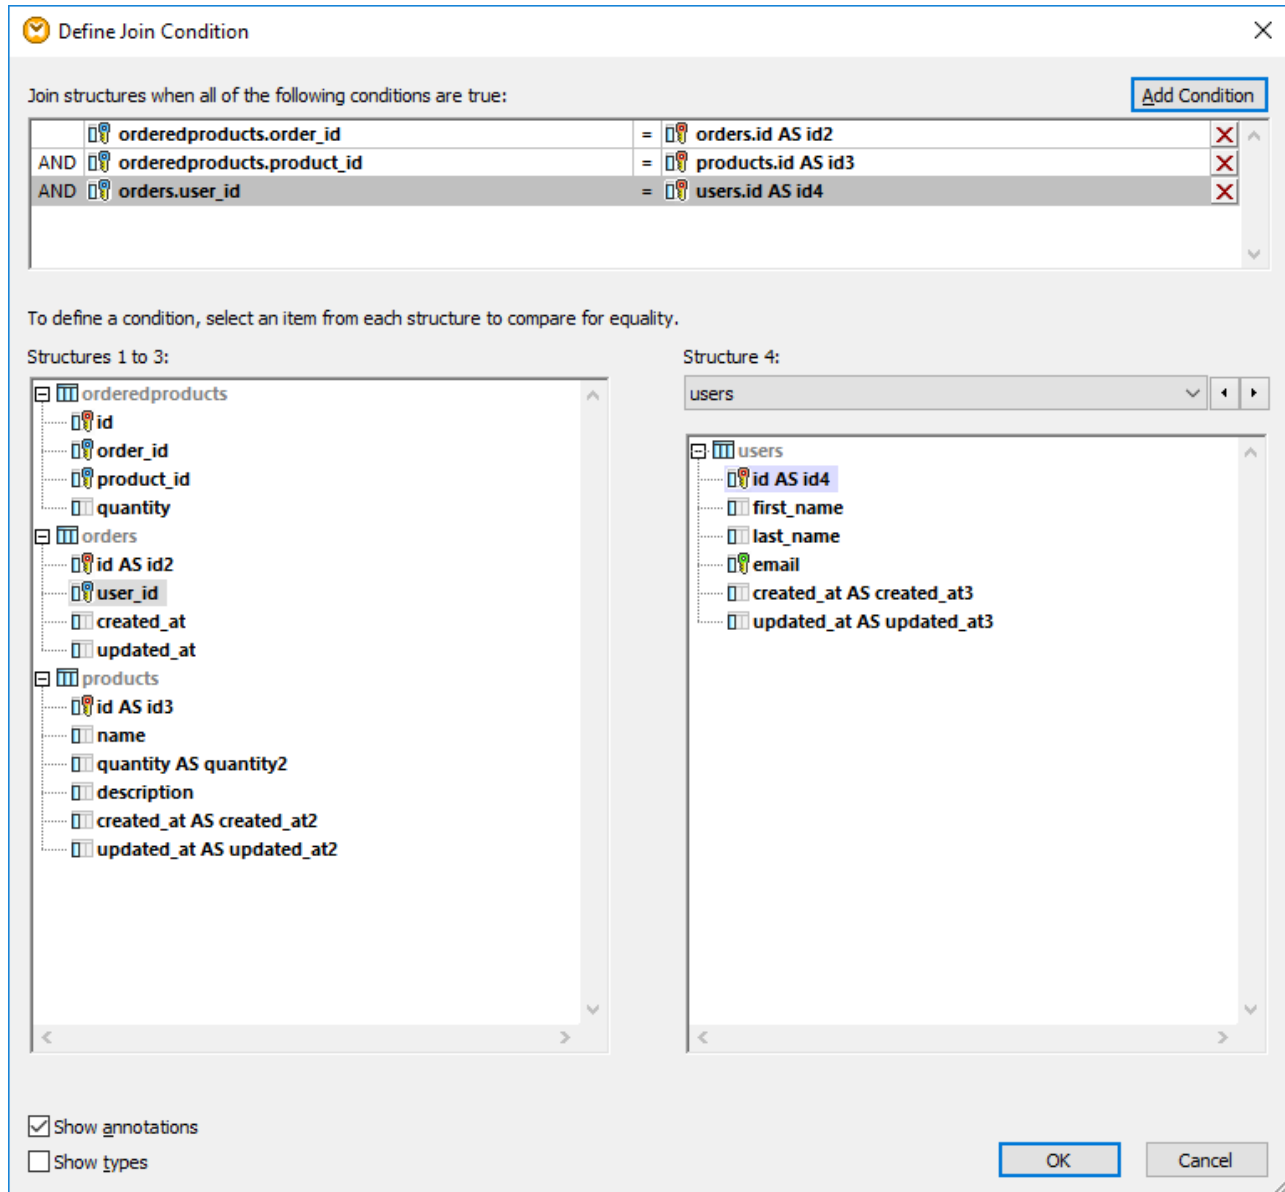 Define Join Condition
Join structures when all of the following conditions are true:
Add Condition
orderedproducts.order_id = orders.id AS id2
AND orderedproducts.product_id = products.id AS id3
AND orders.user_id = users.id AS id4
To define a condition, select an item from each structure to compare for equality.
Structures 1 to 3:
orderedproducts
id
order_id
product_id
quantity
orders
id AS id2
user_id
created_at
updated_at
products
id AS id3
name
quantity AS quantity2
description
created_at AS created_at2
updated_at AS updated_at2
Structure 4:
users
users
id AS id4
first_name
last_name
email
created_at AS created_at3
updated_at AS updated_at3
Show annotations
Show types
OK
Cancel